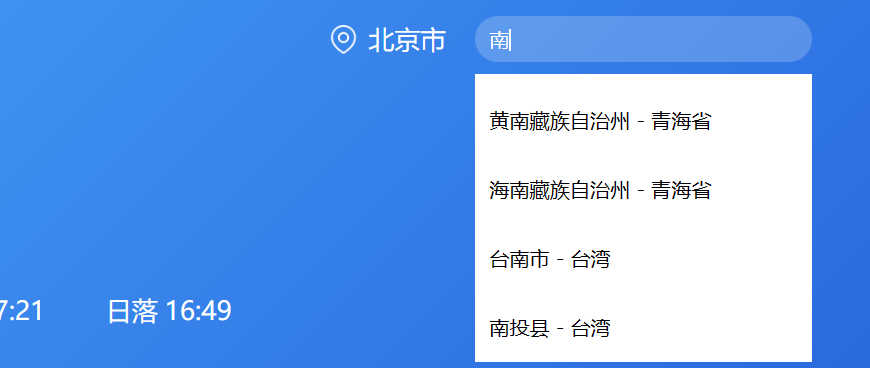 北京市
南
黄南藏族自治州 - 青海省
海南藏族自治州 - 青海省
台南市 - 台湾
南投县 - 台湾
7:21 日落 16:49